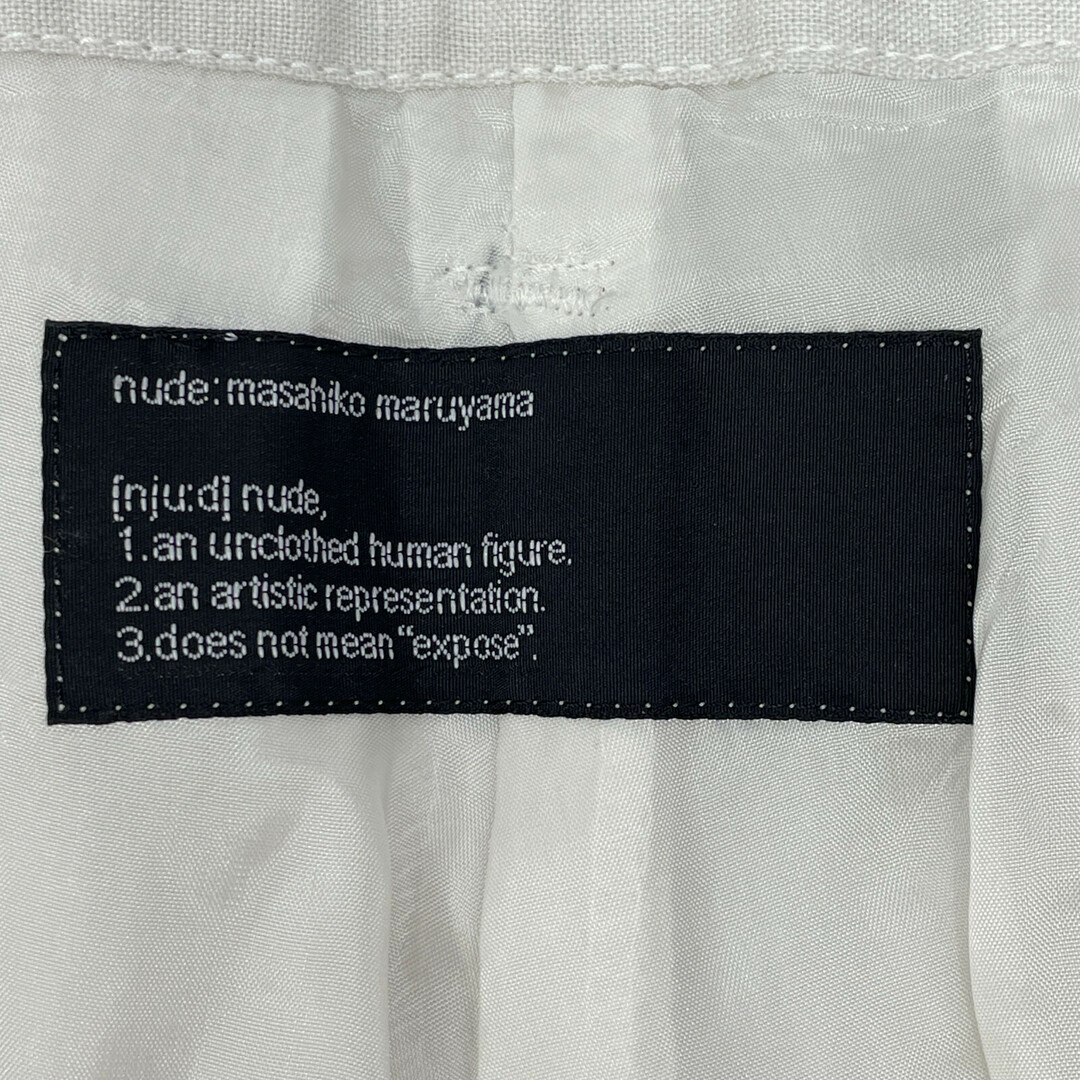 nude: masahiko maruyama
[nju:d] nude,
1.an unclothed human figure.
2.an artistic representation.
3.does not mean “expose”.